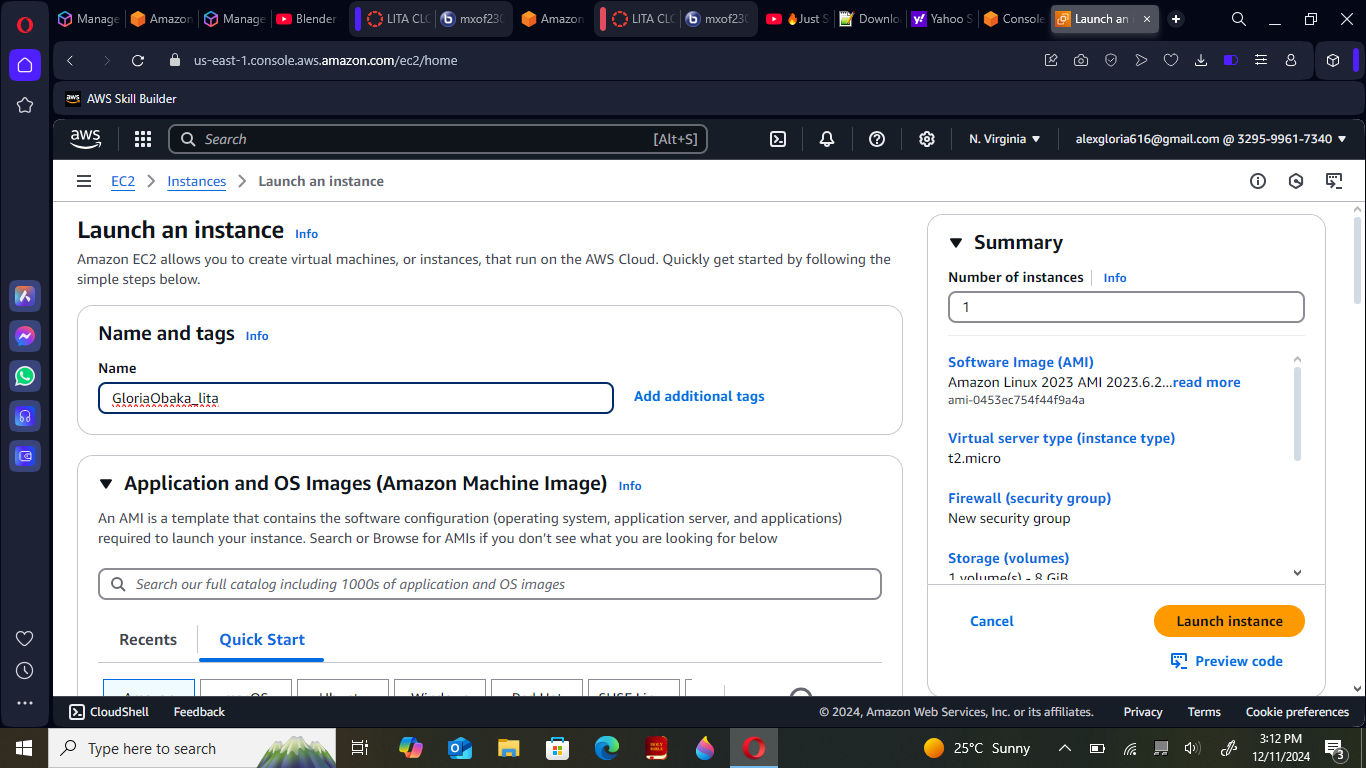 Manage
Amazon
Manage
Blender
LITA CLO
mxof230
Amazon
LITA CLO
mxof230
Just S
Downlo
Yahoo S
Console
Launch an
us-east-1.console.aws.amazon.com/ec2/home
aws AWS Skill Builder
aws
Search [Alt+S]
N. Virginia
alexgloria616@gmail.com @ 3295-9961-7340
EC2 Instances Launch an instance
Launch an instance Info
Amazon EC2 allows you to create virtual machines, or instances, that run on the AWS Cloud. Quickly get started by following the
simple steps below.
Name and tags Info
Name
GloriaObaka_lita
Add additional tags
Application and OS Images (Amazon Machine Image) Info
An AMI is a template that contains the software configuration (operating system, application server, and applications)
required to launch your instance. Search or Browse for AMIs if you don't see what you are looking for below
Search our full catalog including 1000s of application and OS images
Recents
Quick Start
Summary
Number of instances Info
1
Software Image (AMI)
Amazon Linux 2023 AMI 2023.6.2...read more
ami-0453ec754f44f9a4a
Virtual server type (instance type)
t2.micro
Firewall (security group)
New security group
Storage (volumes)
1 volume(s) - 8 GiB
Cancel
Launch instance
Preview code
CloudShell Feedback
© 2024, Amazon Web Services, Inc. or its affiliates.
Privacy Terms Cookie preferences
Type here to search
25°C Sunny
3:12 PM
12/11/2024
3